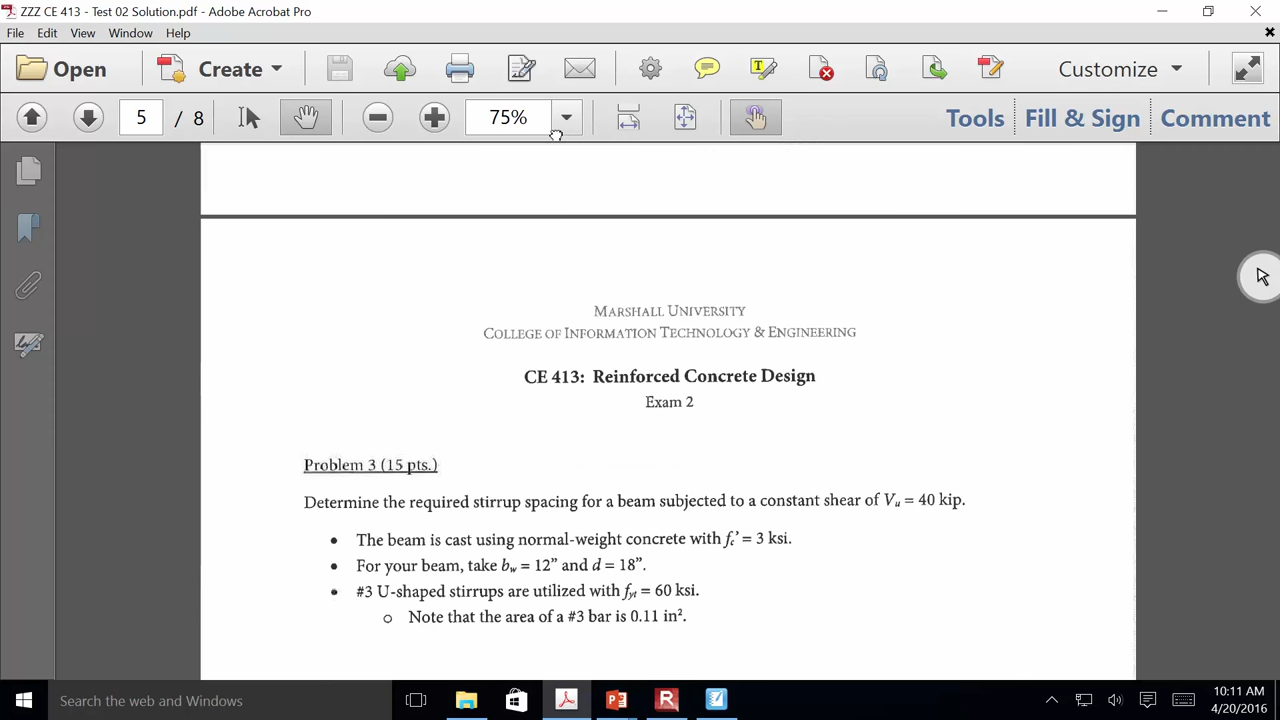 ZZZ CE 413 - Test 02 Solution.pdf - Adobe Acrobat Pro
File Edit View Window Help
Open Create Customize
5 / 8 75% Tools Fill & Sign Comment
MARSHALL UNIVERSITY
COLLEGE OF INFORMATION TECHNOLOGY & ENGINEERING
CE 413: Reinforced Concrete Design
Exam 2
Problem 3 (15 pts.)
Determine the required stirrup spacing for a beam subjected to a constant shear of Vu = 40 kip.
• The beam is cast using normal-weight concrete with fc’ = 3 ksi.
• For your beam, take bw = 12” and d = 18”.
• #3 U-shaped stirrups are utilized with fyt = 60 ksi.
o Note that the area of a #3 bar is 0.11 in².
Search the web and Windows
10:11 AM
4/20/2016